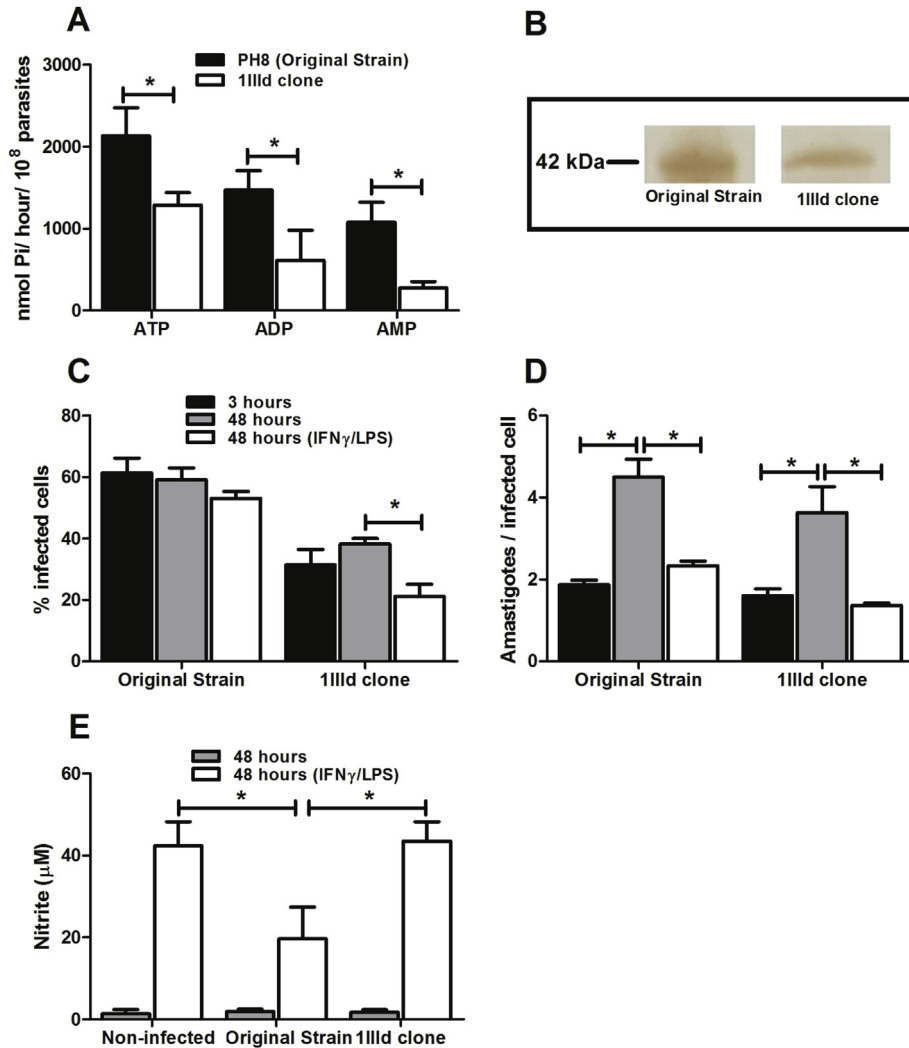 A
PH8 (Original Strain)
1IIId clone
nmol Pi/ hour/ 10⁸ parasites
3000
2000
1000
0
*
*
*
ATP ADP AMP
B
42 kDa
Original Strain 1IIId clone
C
3 hours
48 hours
48 hours (IFNγ/LPS)
% infected cells
80
60
40
20
0
*
Original Strain 1IIId clone
D
Amastigotes / infected cell
6
4
2
0
* * * *
Original Strain 1IIId clone
E
48 hours
48 hours (IFNγ/LPS)
Nitrite (μM)
60
40
20
0
* *
Non-infected Original Strain 1IIId clone